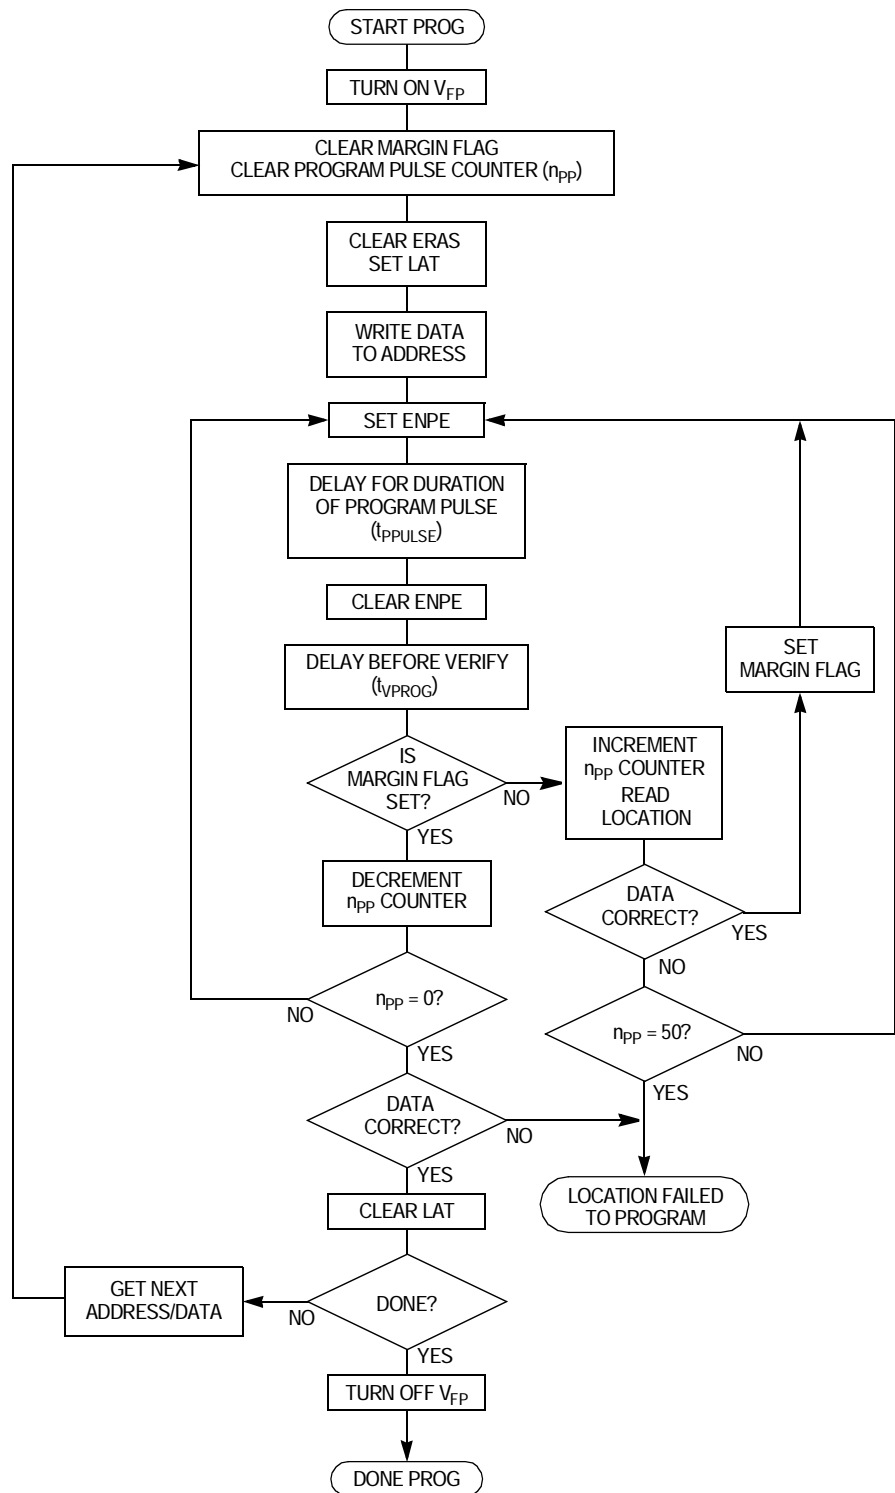 START PROG
TURN ON VFP
CLEAR MARGIN FLAG
CLEAR PROGRAM PULSE COUNTER (nPP)
CLEAR ERAS
SET LAT
WRITE DATA
TO ADDRESS
SET ENPE
DELAY FOR DURATION
OF PROGRAM PULSE
(tPPULSE)
CLEAR ENPE
DELAY BEFORE VERIFY
(tVPROG)
IS
MARGIN FLAG
SET?
NO
YES
INCREMENT
nPP COUNTER
READ
LOCATION
SET
MARGIN FLAG
DECREMENT
nPP COUNTER
DATA
CORRECT?
YES
NO
nPP = 0?
NO
YES
nPP = 50?
NO
YES
DATA
CORRECT?
NO
YES
LOCATION FAILED
TO PROGRAM
CLEAR LAT
GET NEXT
ADDRESS/DATA
NO
DONE?
YES
TURN OFF VFP
DONE PROG